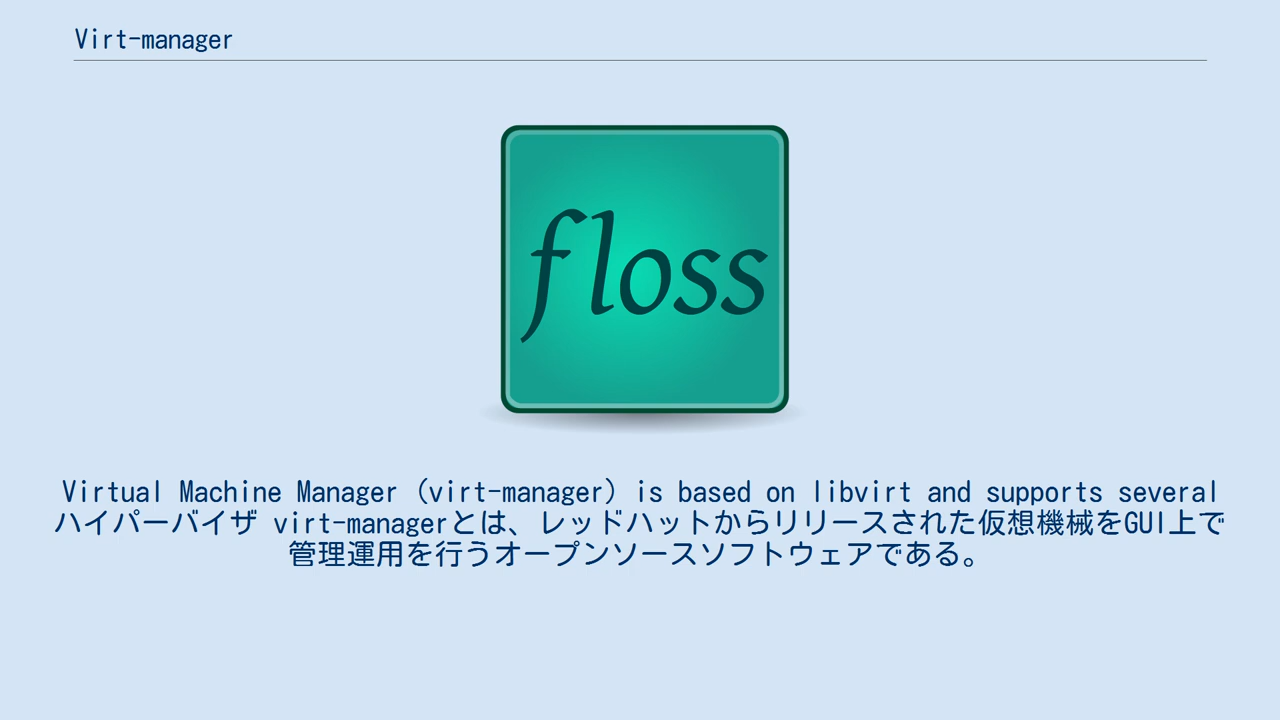 Virt-manager
floss
Virtual Machine Manager (virt-manager) is based on libvirt and supports several
ハイパーバイザ virt-managerとは、レッドハットからリリースされた仮想機械をGUI上で
管理運用を行うオープンソースソフトウェアである。